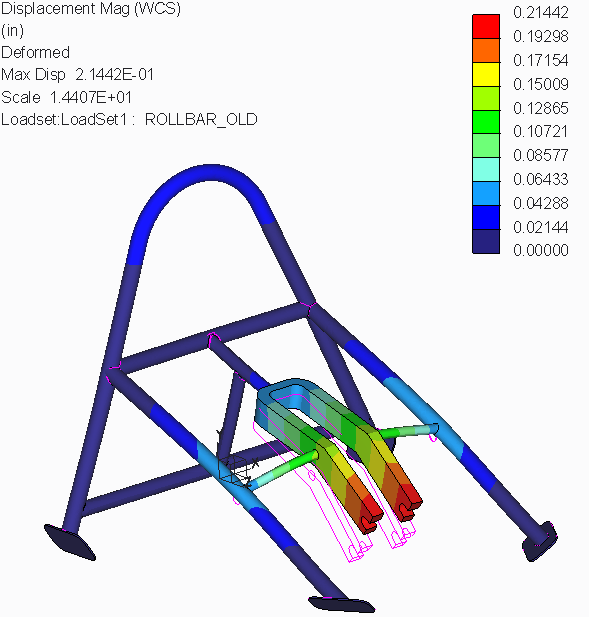 Displacement Mag (WCS)
(in)
Deformed
Max Disp 2.1442E-01
Scale 1.4407E+01
Loadset:LoadSet1 : ROLLBAR_OLD
0.21442
0.19298
0.17154
0.15009
0.12865
0.10721
0.08577
0.06433
0.04288
0.02144
0.00000